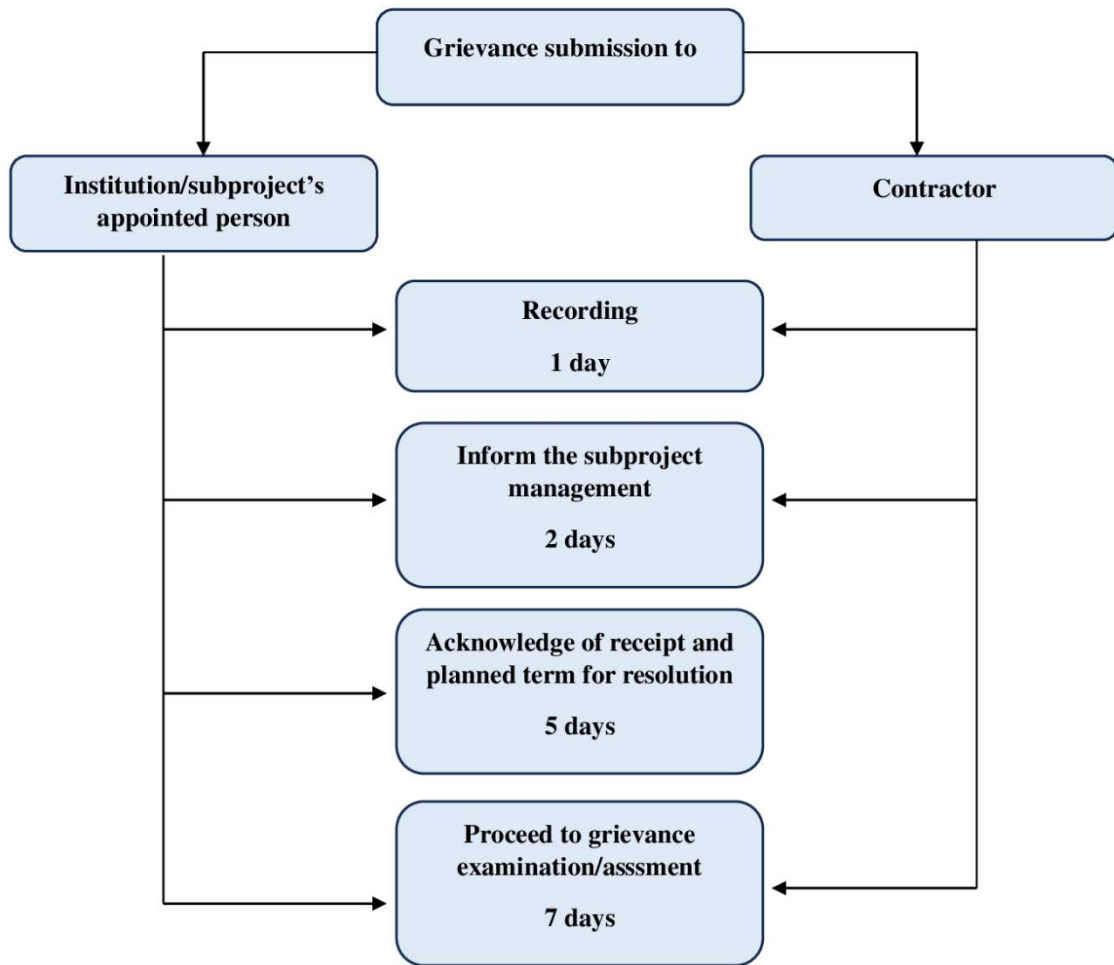 Grievance submission to
Institution/subproject’s
appointed person
Contractor
Recording
1 day
Inform the subproject
management
2 days
Acknowledge of receipt and
planned term for resolution
5 days
Proceed to grievance
examination/asssment
7 days